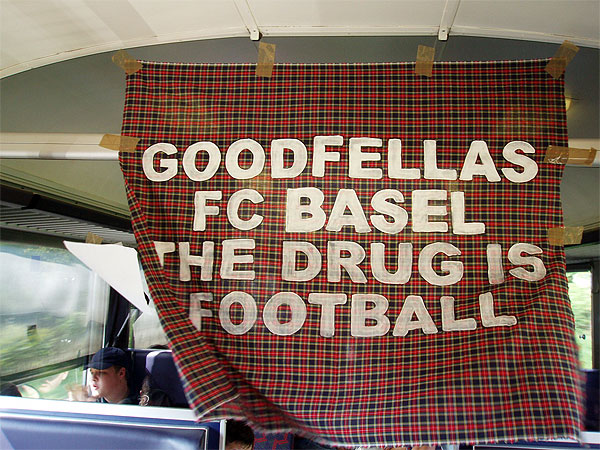 GOODFELLAS
FC BASEL
THE DRUG IS
FOOTBALL